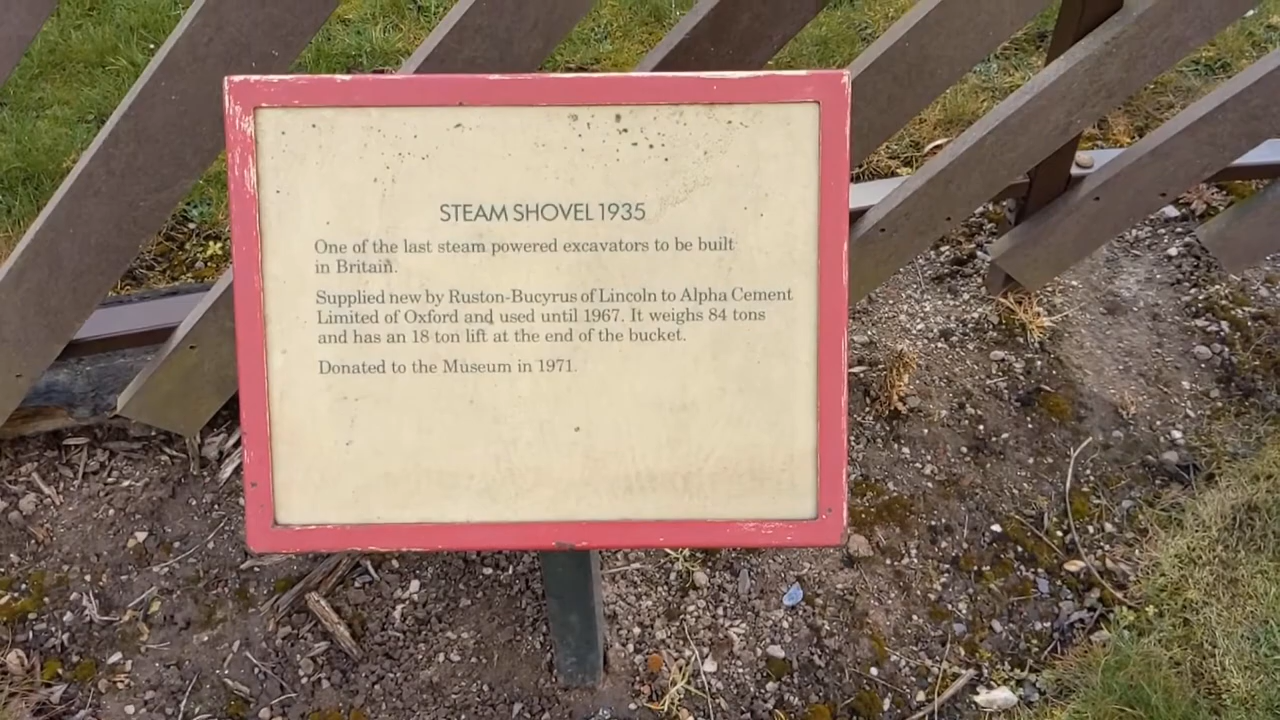 STEAM SHOVEL 1935
One of the last steam powered excavators to be built
in Britain.
Supplied new by Ruston-Bucyrus of Lincoln to Alpha Cement
Limited of Oxford and used until 1967. It weighs 84 tons
and has an 18 ton lift at the end of the bucket.
Donated to the Museum in 1971.